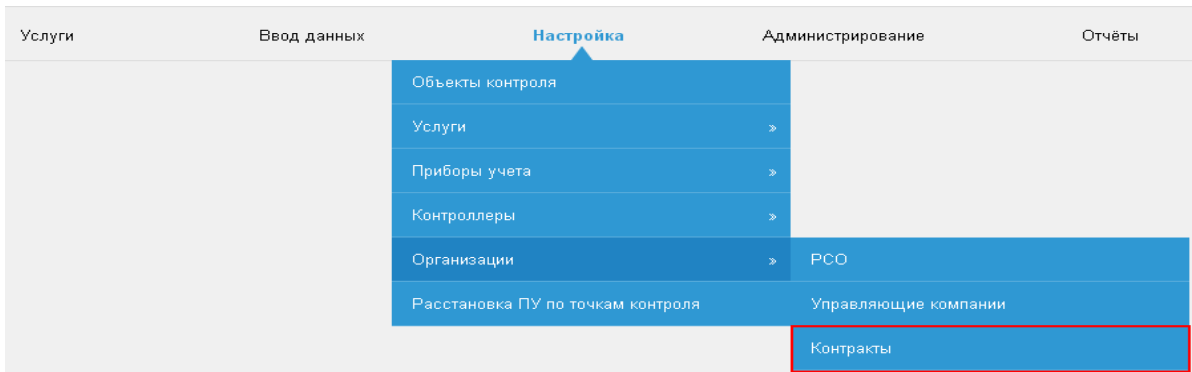 Услуги Ввод данных Настройка Администрирование Отчёты
Объекты контроля
Услуги »
Приборы учета »
Контроллеры »
Организации » РСО
Расстановка ПУ по точкам контроля Управляющие компании
Контракты